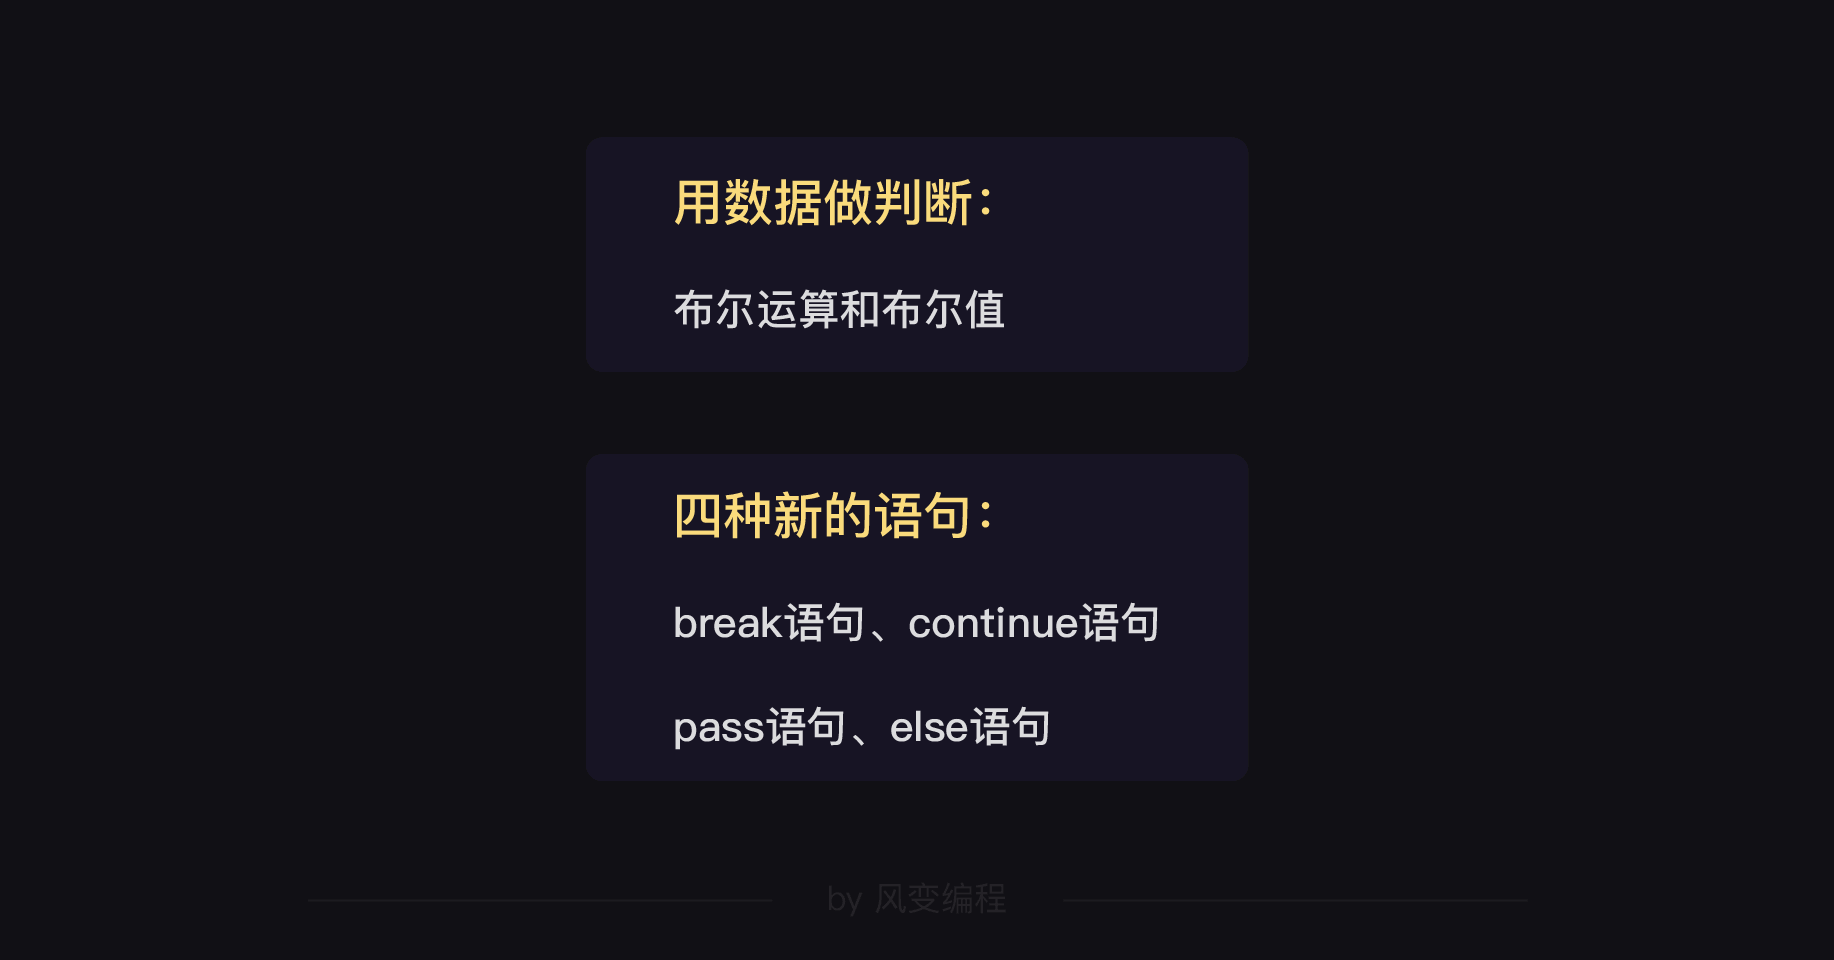 用数据做判断：
布尔运算和布尔值
四种新的语句：
break语句、continue语句
pass语句、else语句
by 风变编程